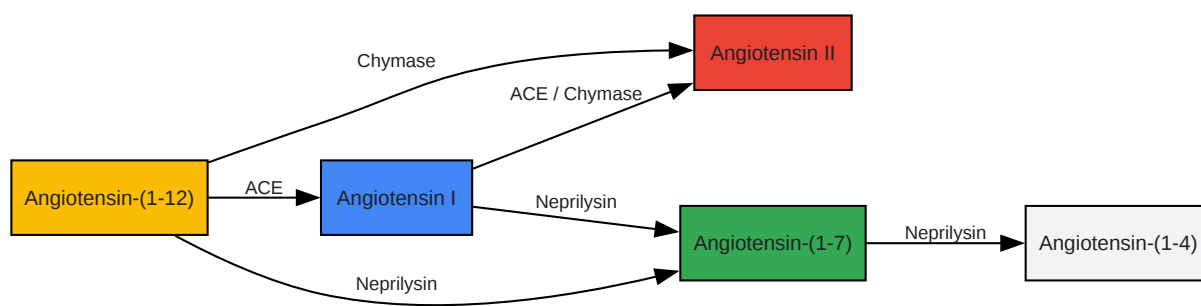 Angiotensin II
Chymase
ACE / Chymase
Angiotensin-(1-12)
ACE
Angiotensin I
Neprilysin
Angiotensin-(1-7)
Neprilysin
Angiotensin-(1-4)
Neprilysin